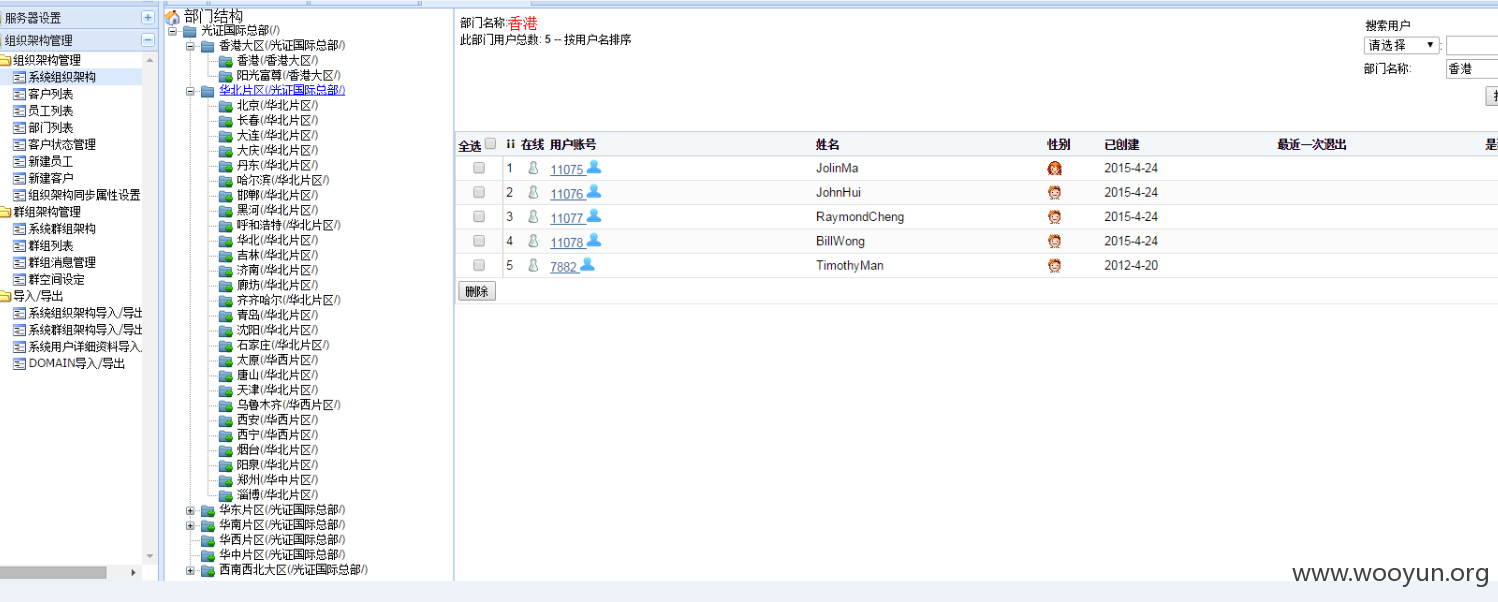 服务器设置
组织架构管理
组织架构管理
系统组织架构
客户列表
员工列表
部门列表
客户状态管理
新建员工
新建客户
组织架构同步属性设置
群组架构管理
系统群组架构
群组列表
群组消息管理
群空间设定
导入/导出
系统组织架构导入/导出
系统群组架构导入/导出
系统用户详细资料导入
DOMAIN导入/导出
部门结构
光证国际总部(/)
香港大区(/光证国际总部/)
香港(/香港大区/)
阳光富尊(/香港大区/)
华北片区(/光证国际总部/)
北京(/华北片区/)
长春(/华北片区/)
大连(/华北片区/)
大庆(/华北片区/)
丹东(/华北片区/)
哈尔滨(/华北片区/)
邯郸(/华北片区/)
黑河(/华北片区/)
呼和浩特(/华北片区/)
华北(/华北片区/)
吉林(/华北片区/)
济南(/华北片区/)
廊坊(/华北片区/)
齐齐哈尔(/华北片区/)
青岛(/华北片区/)
沈阳(/华北片区/)
石家庄(/华北片区/)
太原(/华西片区/)
唐山(/华北片区/)
天津(/华北片区/)
乌鲁木齐(/华西片区/)
西安(/华西片区/)
西宁(/华西片区/)
烟台(/华北片区/)
阳泉(/华北片区/)
郑州(/华中片区/)
淄博(/华北片区/)
华东片区(/光证国际总部/)
华南片区(/光证国际总部/)
华西片区(/光证国际总部/)
华中片区(/光证国际总部/)
西南西北大区(/光证国际总部/)
部门名称:香港
此部门用户总数: 5 -- 按用户名排序
搜索用户
请选择 :
部门名称: 香港
全选 ii 在线 用户账号 姓名 性别 已创建 最近一次退出 是
1 11075 JolinMa 2015-4-24
2 11076 JohnHui 2015-4-24
3 11077 RaymondCheng 2015-4-24
4 11078 BillWong 2015-4-24
5 7882 TimothyMan 2012-4-20
删除
www.wooyun.org